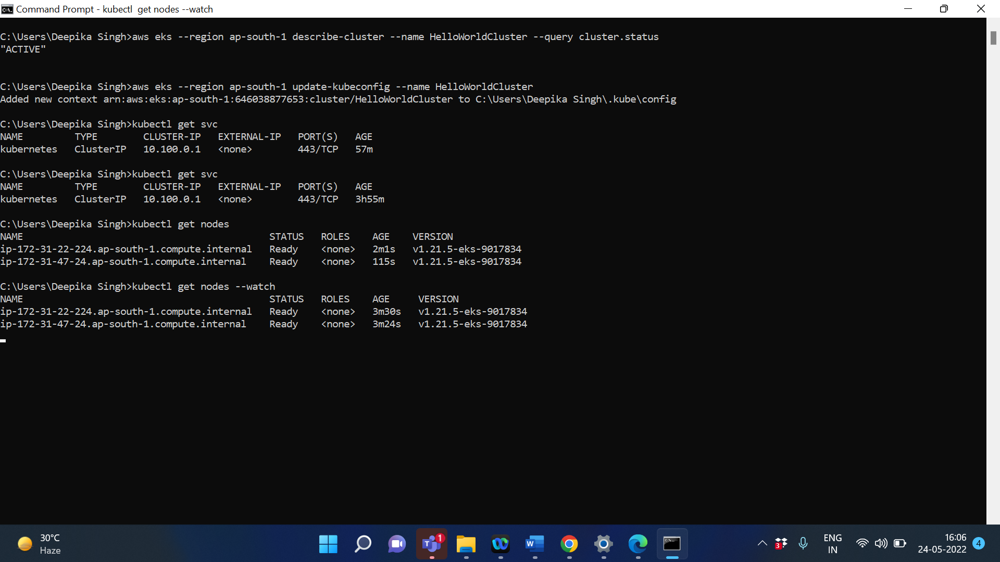 Command Prompt - kubectl  get nodes --watch
C:\Users\Deepika Singh>aws eks --region ap-south-1 describe-cluster --name HelloWorldCluster --query cluster.status
"ACTIVE"
C:\Users\Deepika Singh>aws eks --region ap-south-1 update-kubeconfig --name HelloWorldCluster
Added new context arn:aws:eks:ap-south-1:646038877653:cluster/HelloWorldCluster to C:\Users\Deepika Singh\.kube\config
C:\Users\Deepika Singh>kubectl get svc
NAME         TYPE        CLUSTER-IP   EXTERNAL-IP   PORT(S)   AGE
kubernetes   ClusterIP   10.100.0.1   <none>        443/TCP   57m
C:\Users\Deepika Singh>kubectl get svc
NAME         TYPE        CLUSTER-IP   EXTERNAL-IP   PORT(S)   AGE
kubernetes   ClusterIP   10.100.0.1   <none>        443/TCP   3h55m
C:\Users\Deepika Singh>kubectl get nodes
NAME                                           STATUS   ROLES    AGE    VERSION
ip-172-31-22-224.ap-south-1.compute.internal   Ready    <none>   2m1s   v1.21.5-eks-9017834
ip-172-31-47-24.ap-south-1.compute.internal    Ready    <none>   115s   v1.21.5-eks-9017834
C:\Users\Deepika Singh>kubectl get nodes --watch
NAME                                           STATUS   ROLES    AGE     VERSION
ip-172-31-22-224.ap-south-1.compute.internal   Ready    <none>   3m30s   v1.21.5-eks-9017834
ip-172-31-47-24.ap-south-1.compute.internal    Ready    <none>   3m24s   v1.21.5-eks-9017834
30°C
Haze
1
3
ENG
IN
16:06
24-05-2022
4